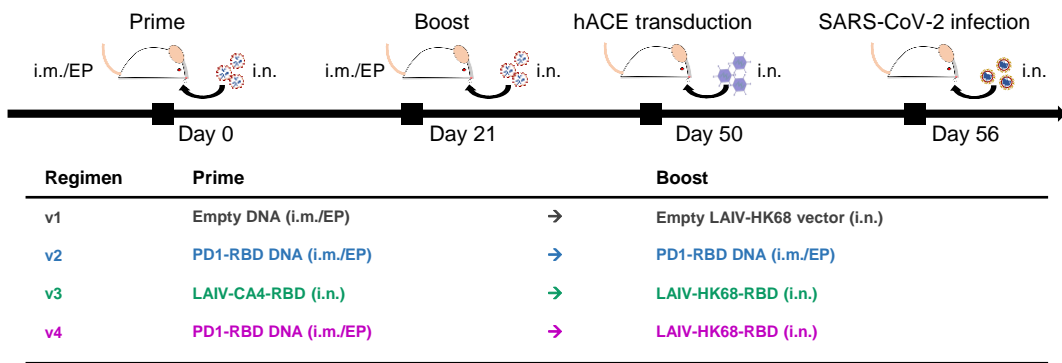 Prime Boost hACE transduction SARS-CoV-2 infection
i.m./EP i.n. i.m./EP i.n. i.n. i.n.
Day 0 Day 21 Day 50 Day 56
Regimen Prime Boost
v1 Empty DNA (i.m./EP) → Empty LAIV-HK68 vector (i.n.)
v2 PD1-RBD DNA (i.m./EP) → PD1-RBD DNA (i.m./EP)
v3 LAIV-CA4-RBD (i.n.) → LAIV-HK68-RBD (i.n.)
v4 PD1-RBD DNA (i.m./EP) → LAIV-HK68-RBD (i.n.)